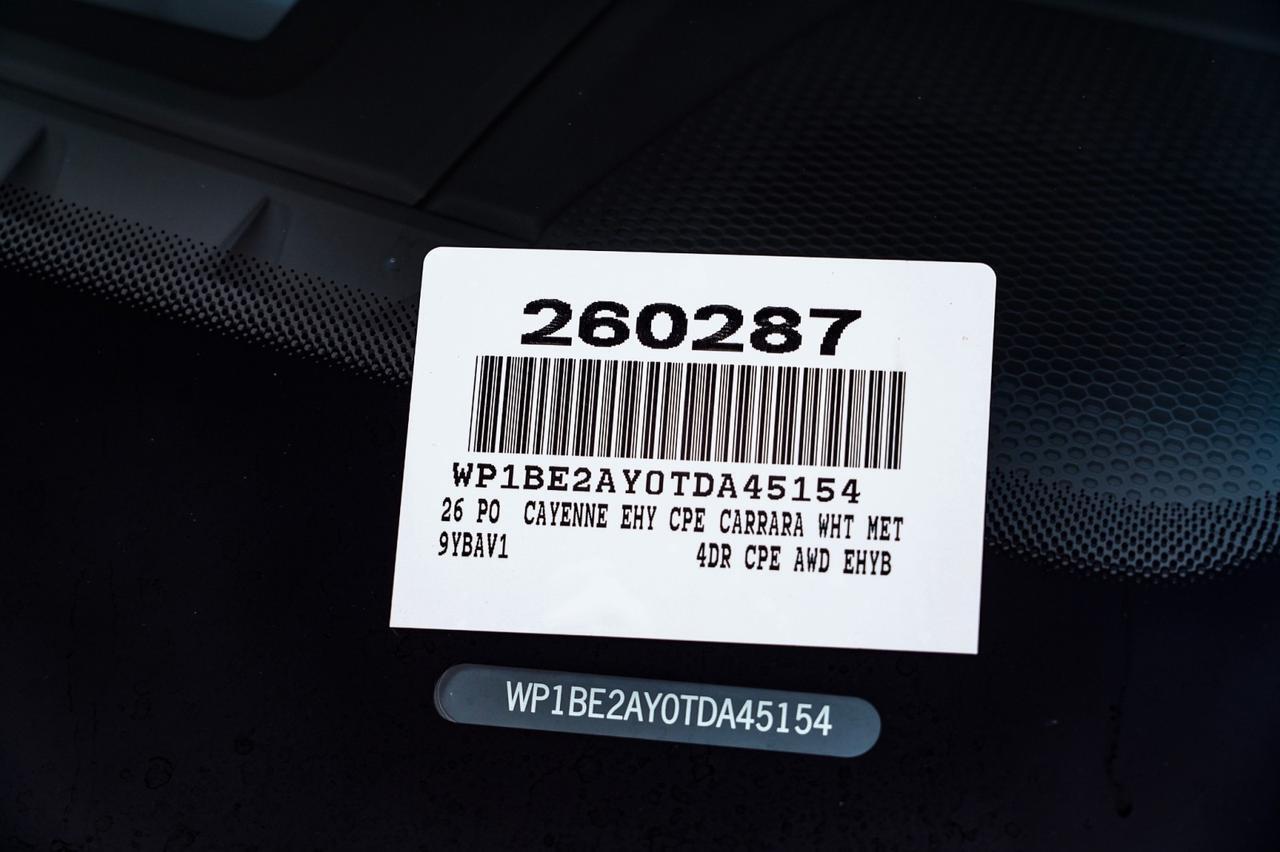 260287
WP1BE2AY0TDA45154
26 PO CAYENNE EHY CPE CARRARA WHT MET
9YBAV1 4DR CPE AWD EHYB
WP1BE2AY0TDA45154